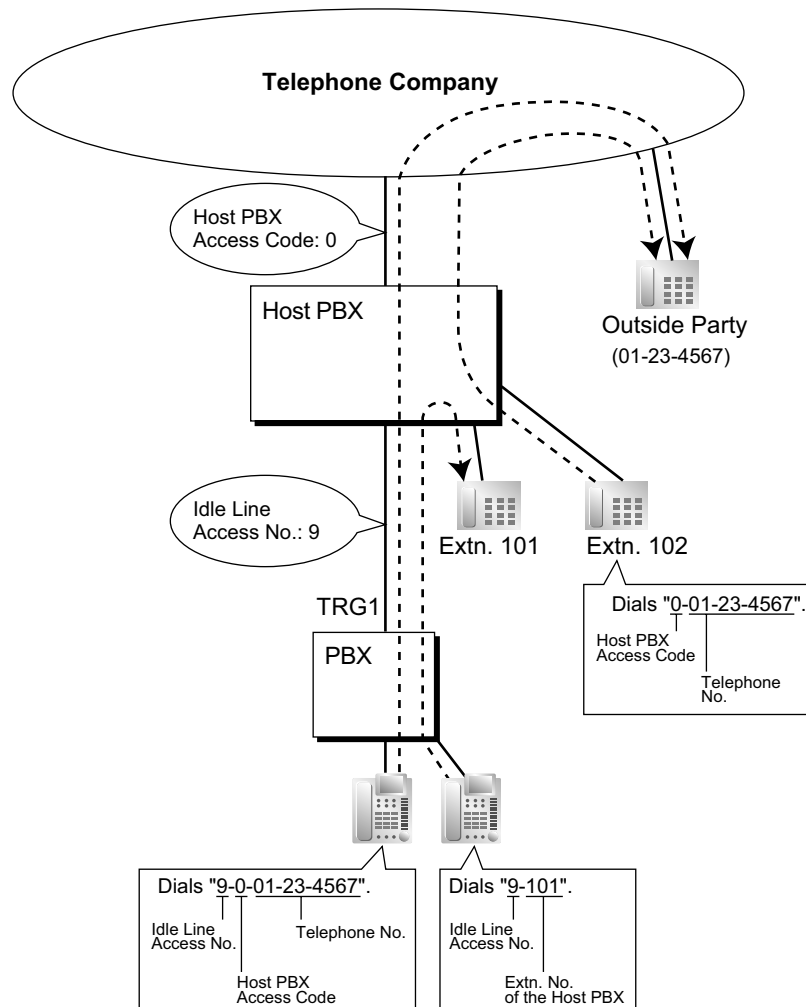 Telephone Company
Host PBX
Access Code: 0
Host PBX
Outside Party
(01-23-4567)
Idle Line
Access No.: 9
Extn. 101
Extn. 102
TRG1
PBX
Dials "0-01-23-4567".
Host PBX
Access Code
Telephone
No.
Dials "9-0-01-23-4567".
Idle Line
Access No.
Telephone No.
Host PBX
Access Code
Dials "9-101".
Idle Line
Access No.
Extn. No.
of the Host PBX